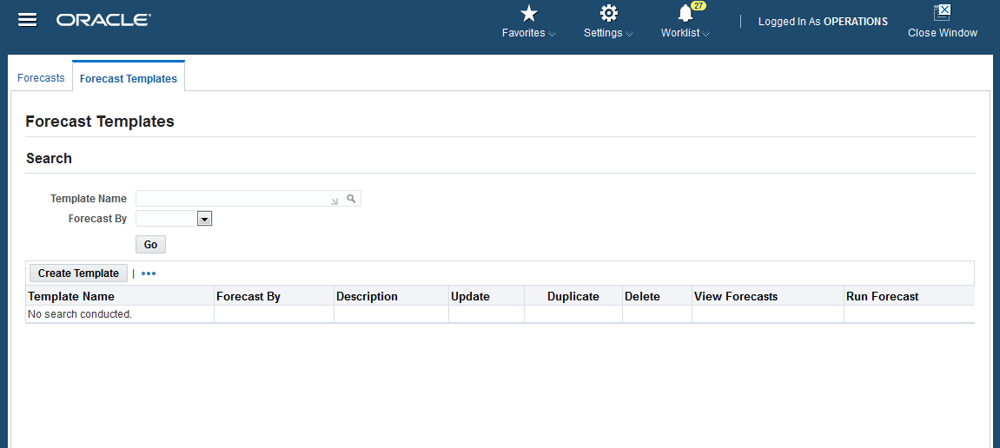 ORACLE
27
Favorites Settings Worklist Logged In As OPERATIONS Close Window
Forecasts Forecast Templates
Forecast Templates
Search
Template Name
Forecast By
Go
Create Template | •••
Template Name Forecast By Description Update Duplicate Delete View Forecasts Run Forecast
No search conducted.